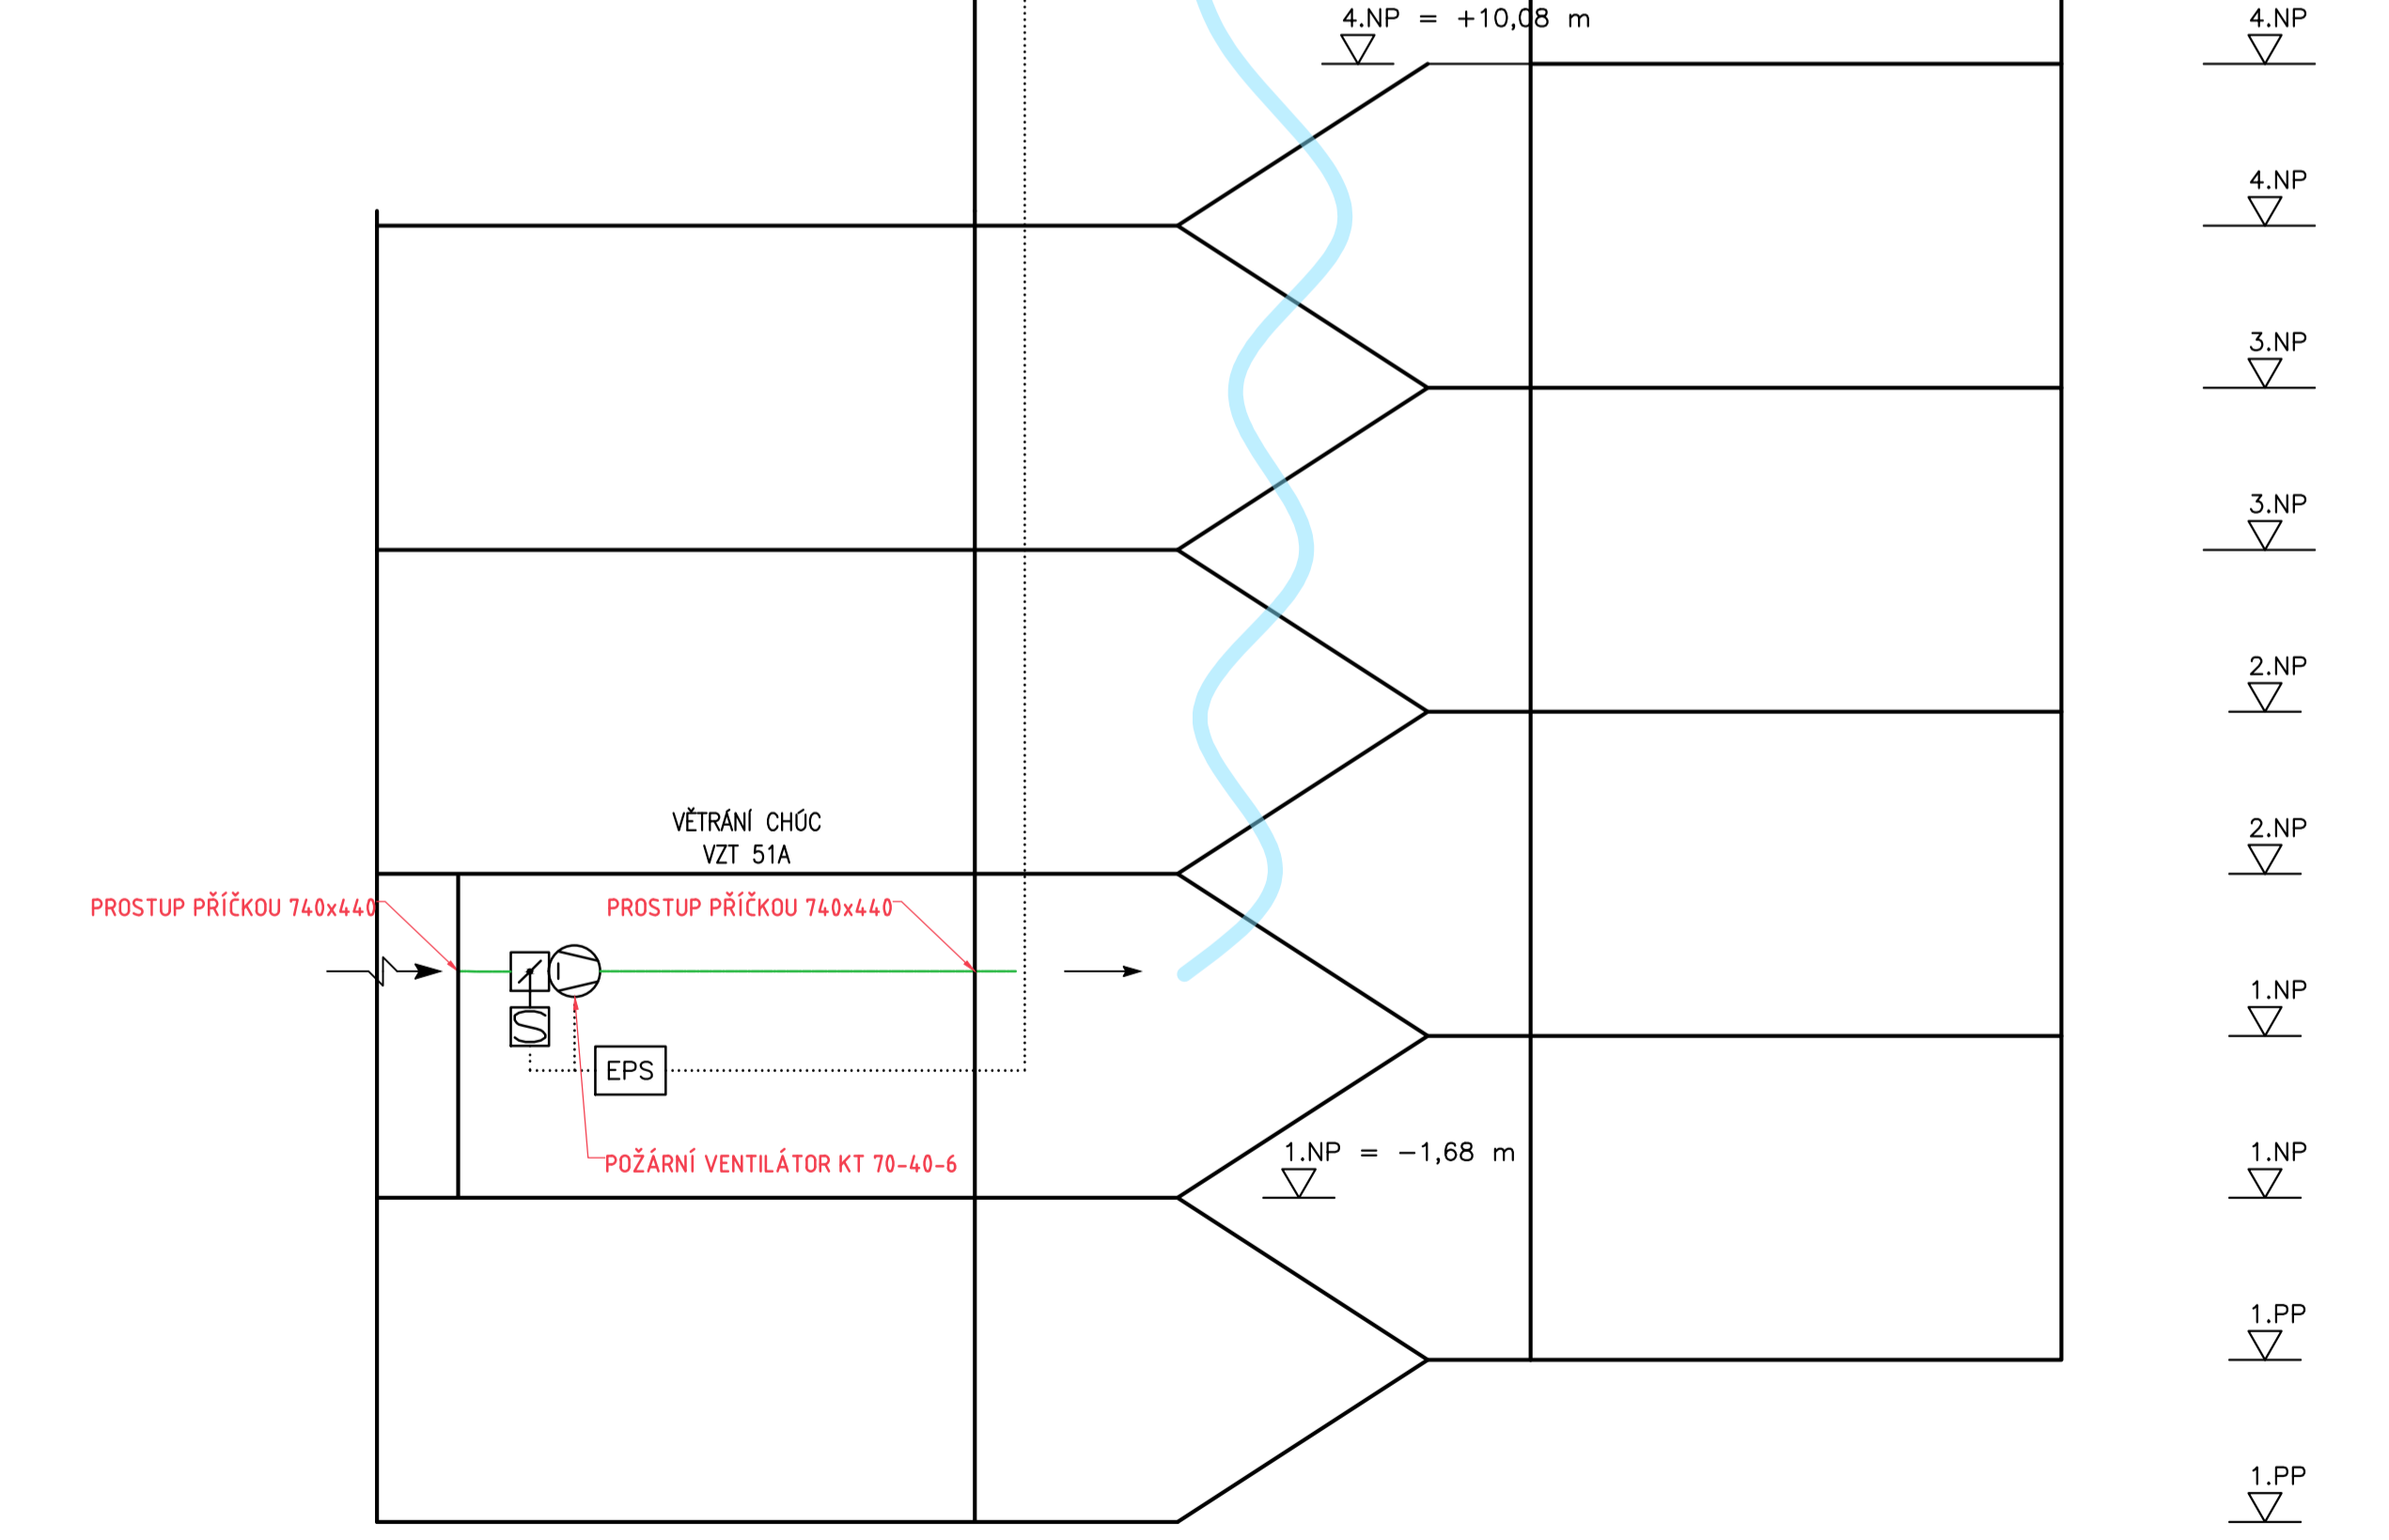 4.NP = +10,08 m
4.NP
4.NP
3.NP
3.NP
2.NP
VĚTRÁNÍ CHÚC
VZT 51A
2.NP
PROSTUP PŘÍČKOU 740x440
PROSTUP PŘÍČKOU 740x440
1.NP
S
EPS
POŽÁRNÍ VENTILÁTOR KT 70-40-6
1.NP = -1,68 m
1.NP
1.PP
1.PP